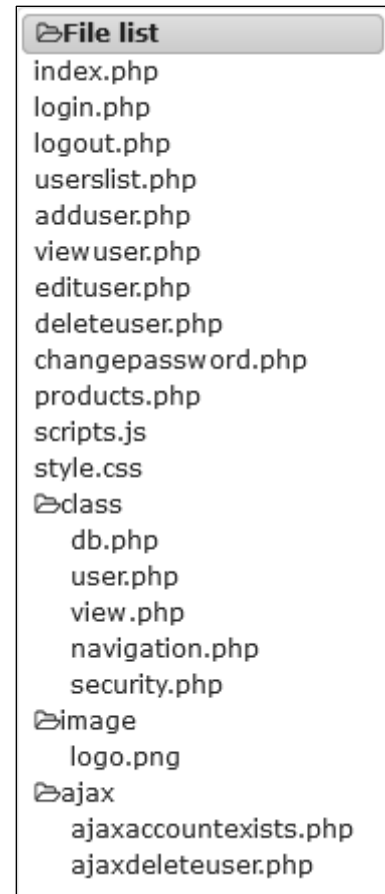 File list
index.php
login.php
logout.php
userslist.php
adduser.php
viewuser.php
edituser.php
deleteuser.php
changepassword.php
products.php
scripts.js
style.css
class
db.php
user.php
view.php
navigation.php
security.php
image
logo.png
ajax
ajaxaccountexists.php
ajaxdeleteuser.php